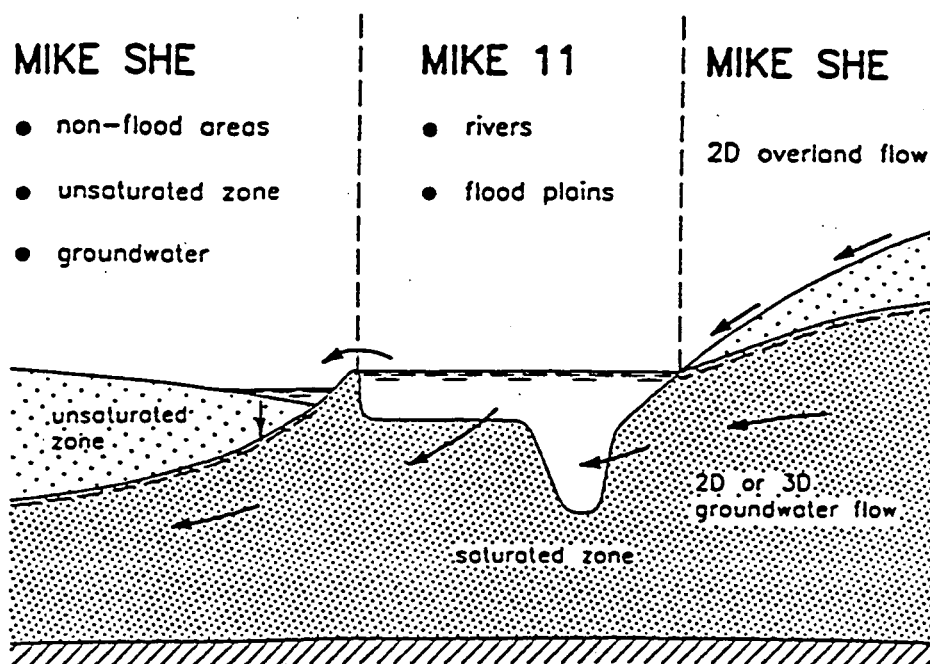 MIKE SHE
● non-flood areas
● unsaturated zone
● groundwater
MIKE 11
● rivers
● flood plains
MIKE SHE
2D overland flow
unsaturated
zone
2D or 3D
groundwater flow
saturated zone